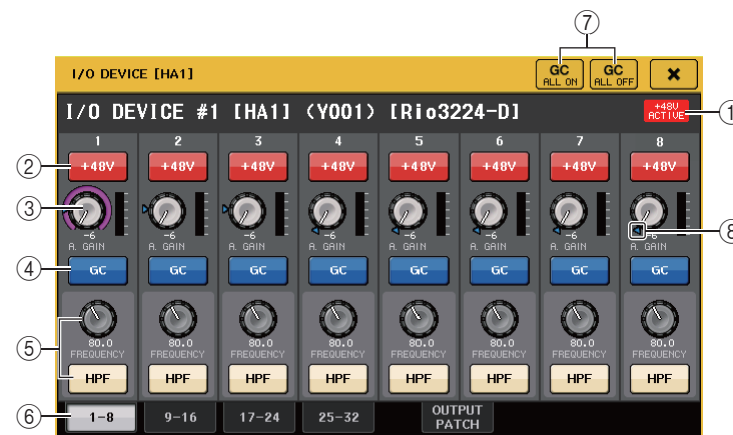 ⑦
I/O DEVICE [HA1] GC ALL ON GC ALL OFF ×
I/O DEVICE #1 [HA1] (Y001) [Rio3224-D] +48V ACTIVE ①
1 2 3 4 5 6 7 8
② +48V +48V +48V +48V +48V +48V +48V +48V
③
-6 -6 -6 -6 -6 -6 -6 -6 ⑧
A. GAIN A. GAIN A. GAIN A. GAIN A. GAIN A. GAIN A. GAIN A. GAIN
④ GC GC GC GC GC GC GC GC
80.0 80.0 80.0 80.0 80.0 80.0 80.0 80.0
⑤ FREQUENCY FREQUENCY FREQUENCY FREQUENCY FREQUENCY FREQUENCY FREQUENCY FREQUENCY
HPF HPF HPF HPF HPF HPF HPF HPF
⑥ 1-8 9-16 17-24 25-32 OUTPUT PATCH